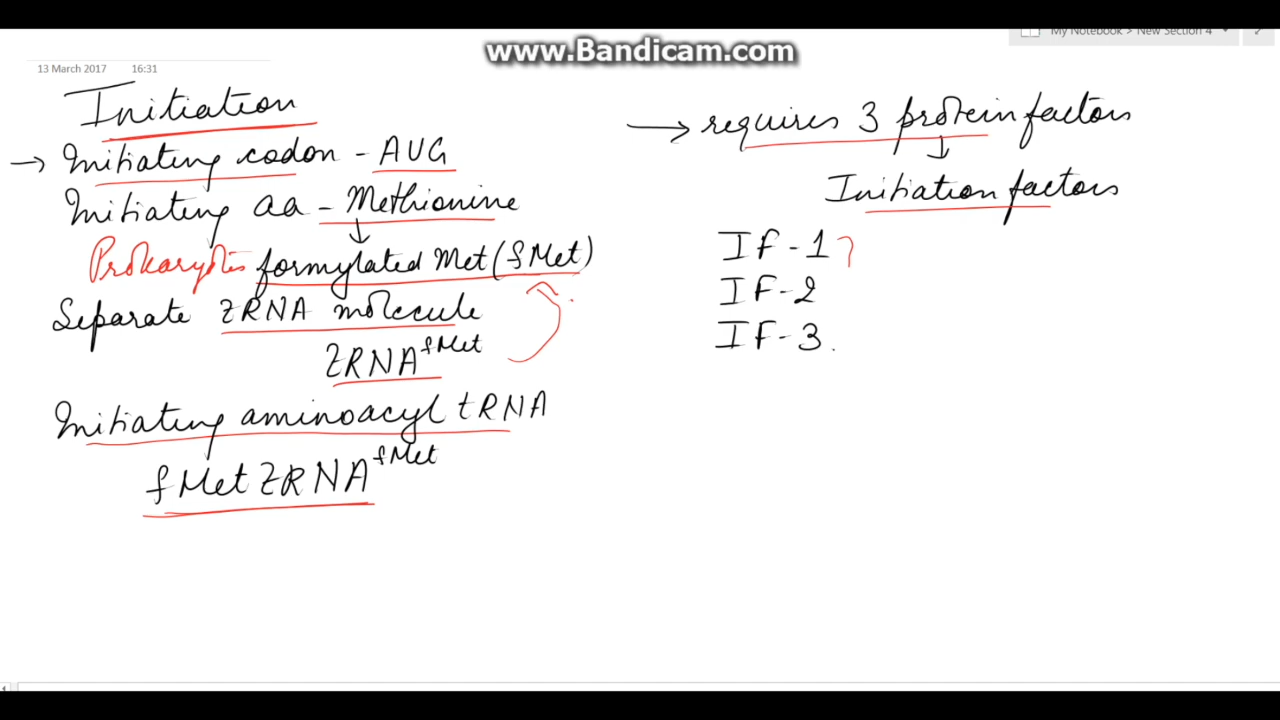 www.Bandicam.com
My Notebook > New Section 4
13 March 2017 16:31
Initiation
→ Initiating codon - AUG
Initiating aa - Methionine
Prokaryotes formylated Met (fMet)
Separate tRNA molecule
tRNA^fMet
Initiating aminoacyl tRNA
fMet tRNA^fMet
→ requires 3 protein factors
Initiation factors
IF-1
IF-2
IF-3.